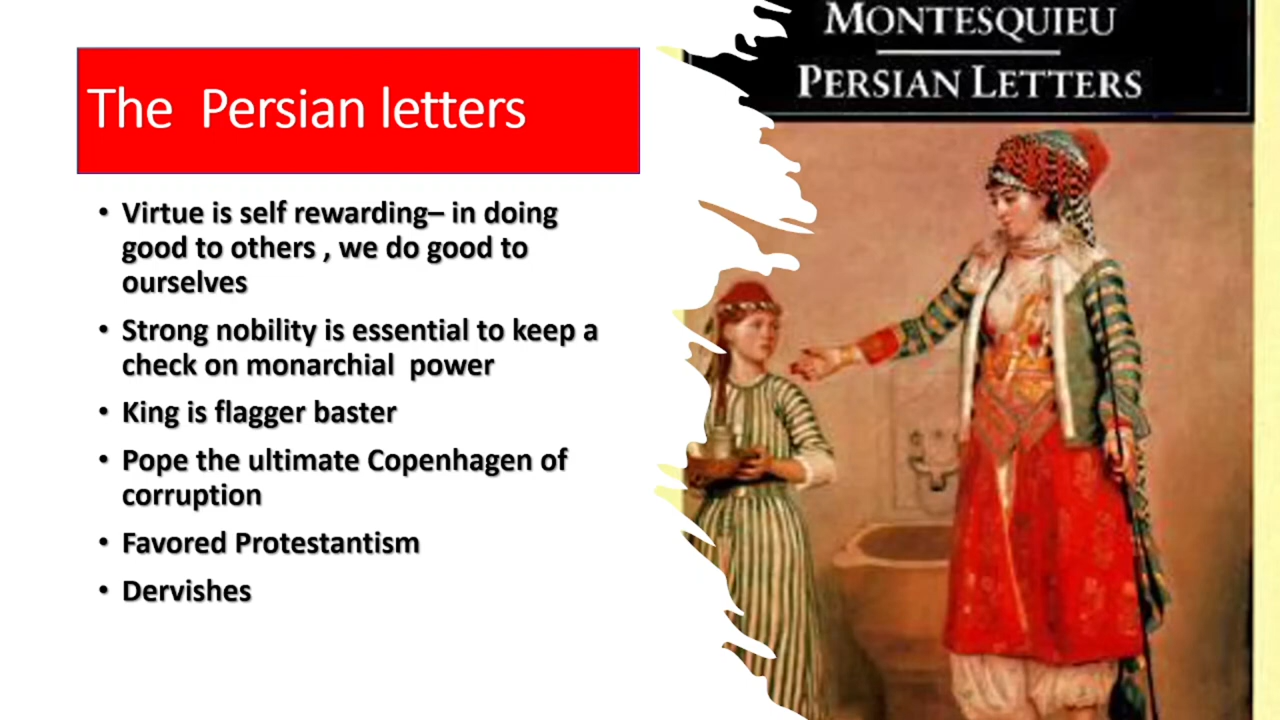 The  Persian letters
• Virtue is self rewarding– in doing
good to others , we do good to
ourselves
• Strong nobility is essential to keep a
check on monarchial  power
• King is flagger baster
• Pope the ultimate Copenhagen of
corruption
• Favored Protestantism
• Dervishes
MONTESQUIEU
PERSIAN LETTERS